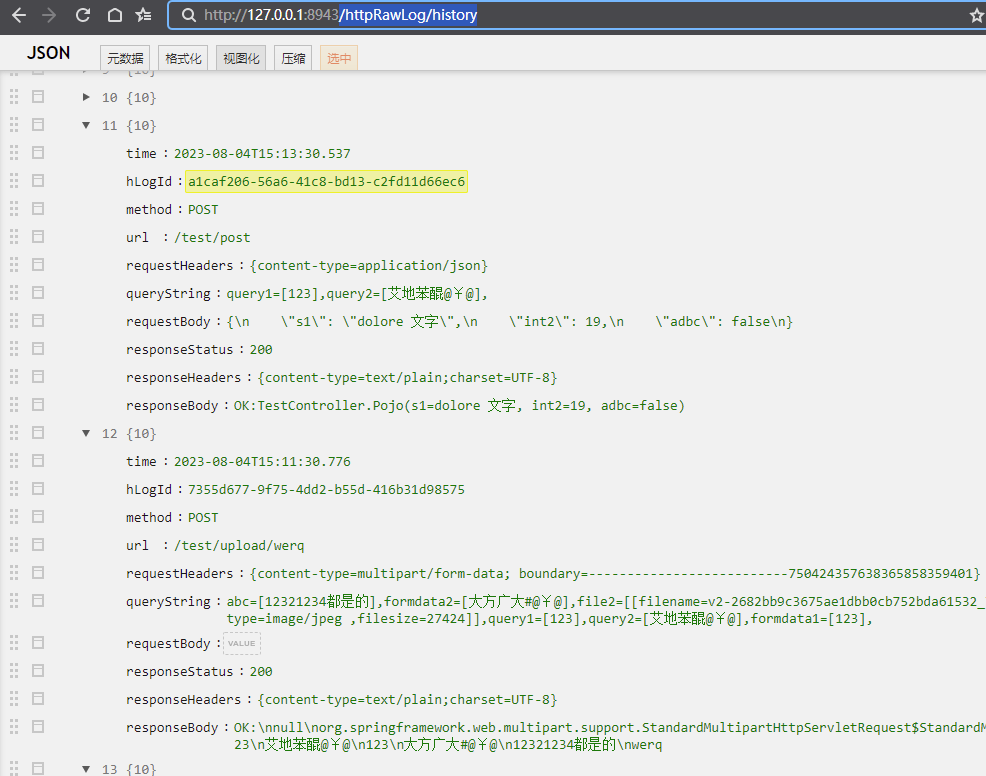 http://127.0.0.1:8943/httpRawLog/history
JSON 元数据 格式化 视图化 压缩 选中
10 {10}
11 {10}
time : 2023-08-04T15:13:30.537
hLogId : a1caf206-56a6-41c8-bd13-c2fd11d66ec6
method : POST
url : /test/post
requestHeaders : {content-type=application/json}
queryString : query1=[123],query2=[艾地苯醌@￥@],
requestBody : {\n    \"s1\": \"dolore 文字\",\n    \"int2\": 19,\n    \"adbc\": false\n}
responseStatus : 200
responseHeaders : {content-type=text/plain;charset=UTF-8}
responseBody : OK:TestController.Pojo(s1=dolore 文字, int2=19, adbc=false)
12 {10}
time : 2023-08-04T15:11:30.776
hLogId : 7355d677-9f75-4dd2-b55d-416b31d98575
method : POST
url : /test/upload/werq
requestHeaders : {content-type=multipart/form-data; boundary=--------------------------750424357638365858359401}
queryString : abc=[12321234都是的],formdata2=[大方广大#@￥@],file2=[[filename=v2-2682bb9c3675ae1dbb0cb752bda61532_
type=image/jpeg ,filesize=27424]],query1=[123],query2=[艾地苯醌@￥@],formdata1=[123],
requestBody : VALUE
responseStatus : 200
responseHeaders : {content-type=text/plain;charset=UTF-8}
responseBody : OK:\nnull\norg.springframework.web.multipart.support.StandardMultipartHttpServletRequest$StandardM
23\n艾地苯醌@￥@\n123\n大方广大#@￥@\n12321234都是的\nwerq
13 {10}